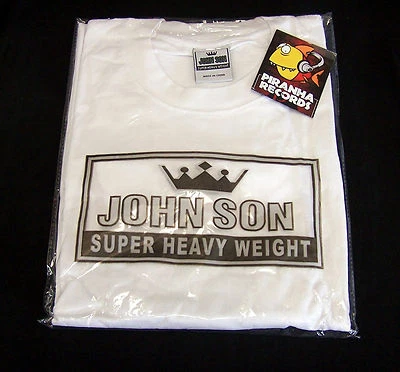 JOHN SON
PIRANHA
RECORDS
JOHN SON
SUPER HEAVY WEIGHT